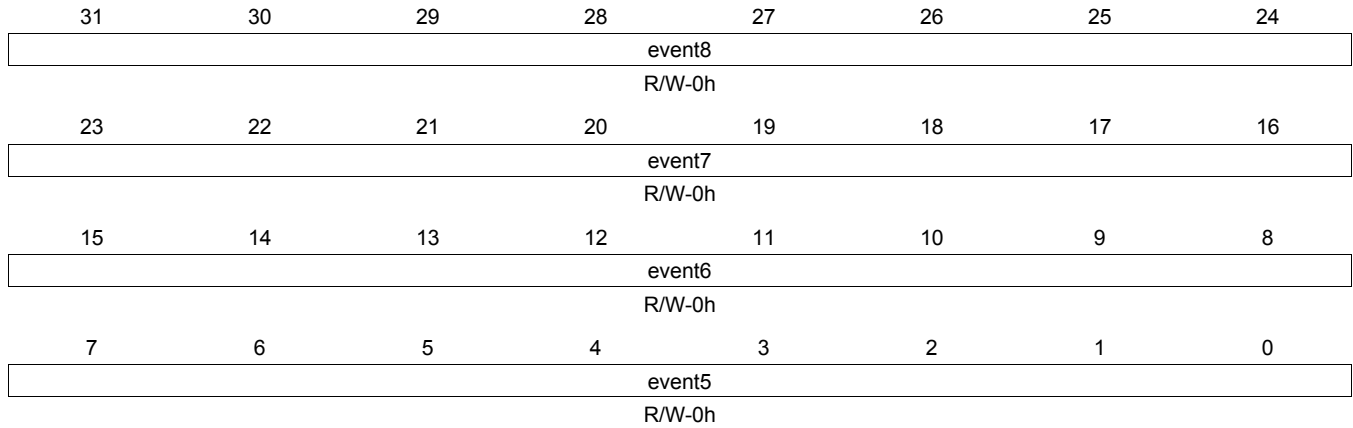 31 30 29 28 27 26 25 24
event8
R/W-0h
23 22 21 20 19 18 17 16
event7
R/W-0h
15 14 13 12 11 10 9 8
event6
R/W-0h
7 6 5 4 3 2 1 0
event5
R/W-0h